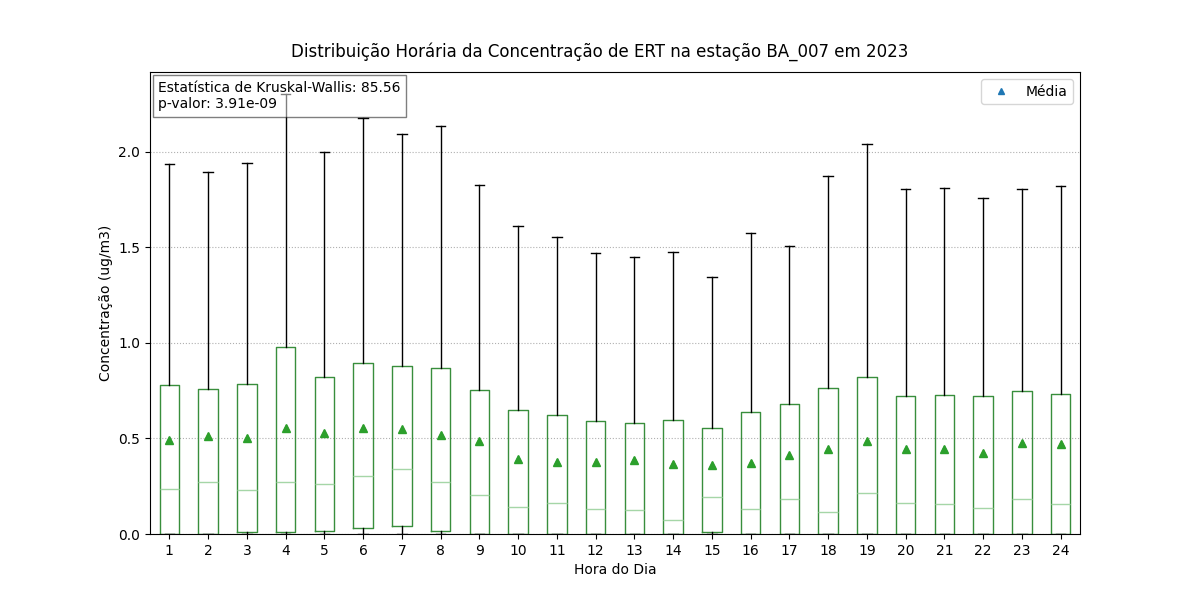 Distribuição Horária da Concentração de ERT na estação BA_007 em 2023
Estatística de Kruskal-Wallis: 85.56
p-valor: 3.91e-09
Média
Concentração (ug/m3)
2.0
1.5
1.0
0.5
0.0
1 2 3 4 5 6 7 8 9 10 11 12 13 14 15 16 17 18 19 20 21 22 23 24
Hora do Dia